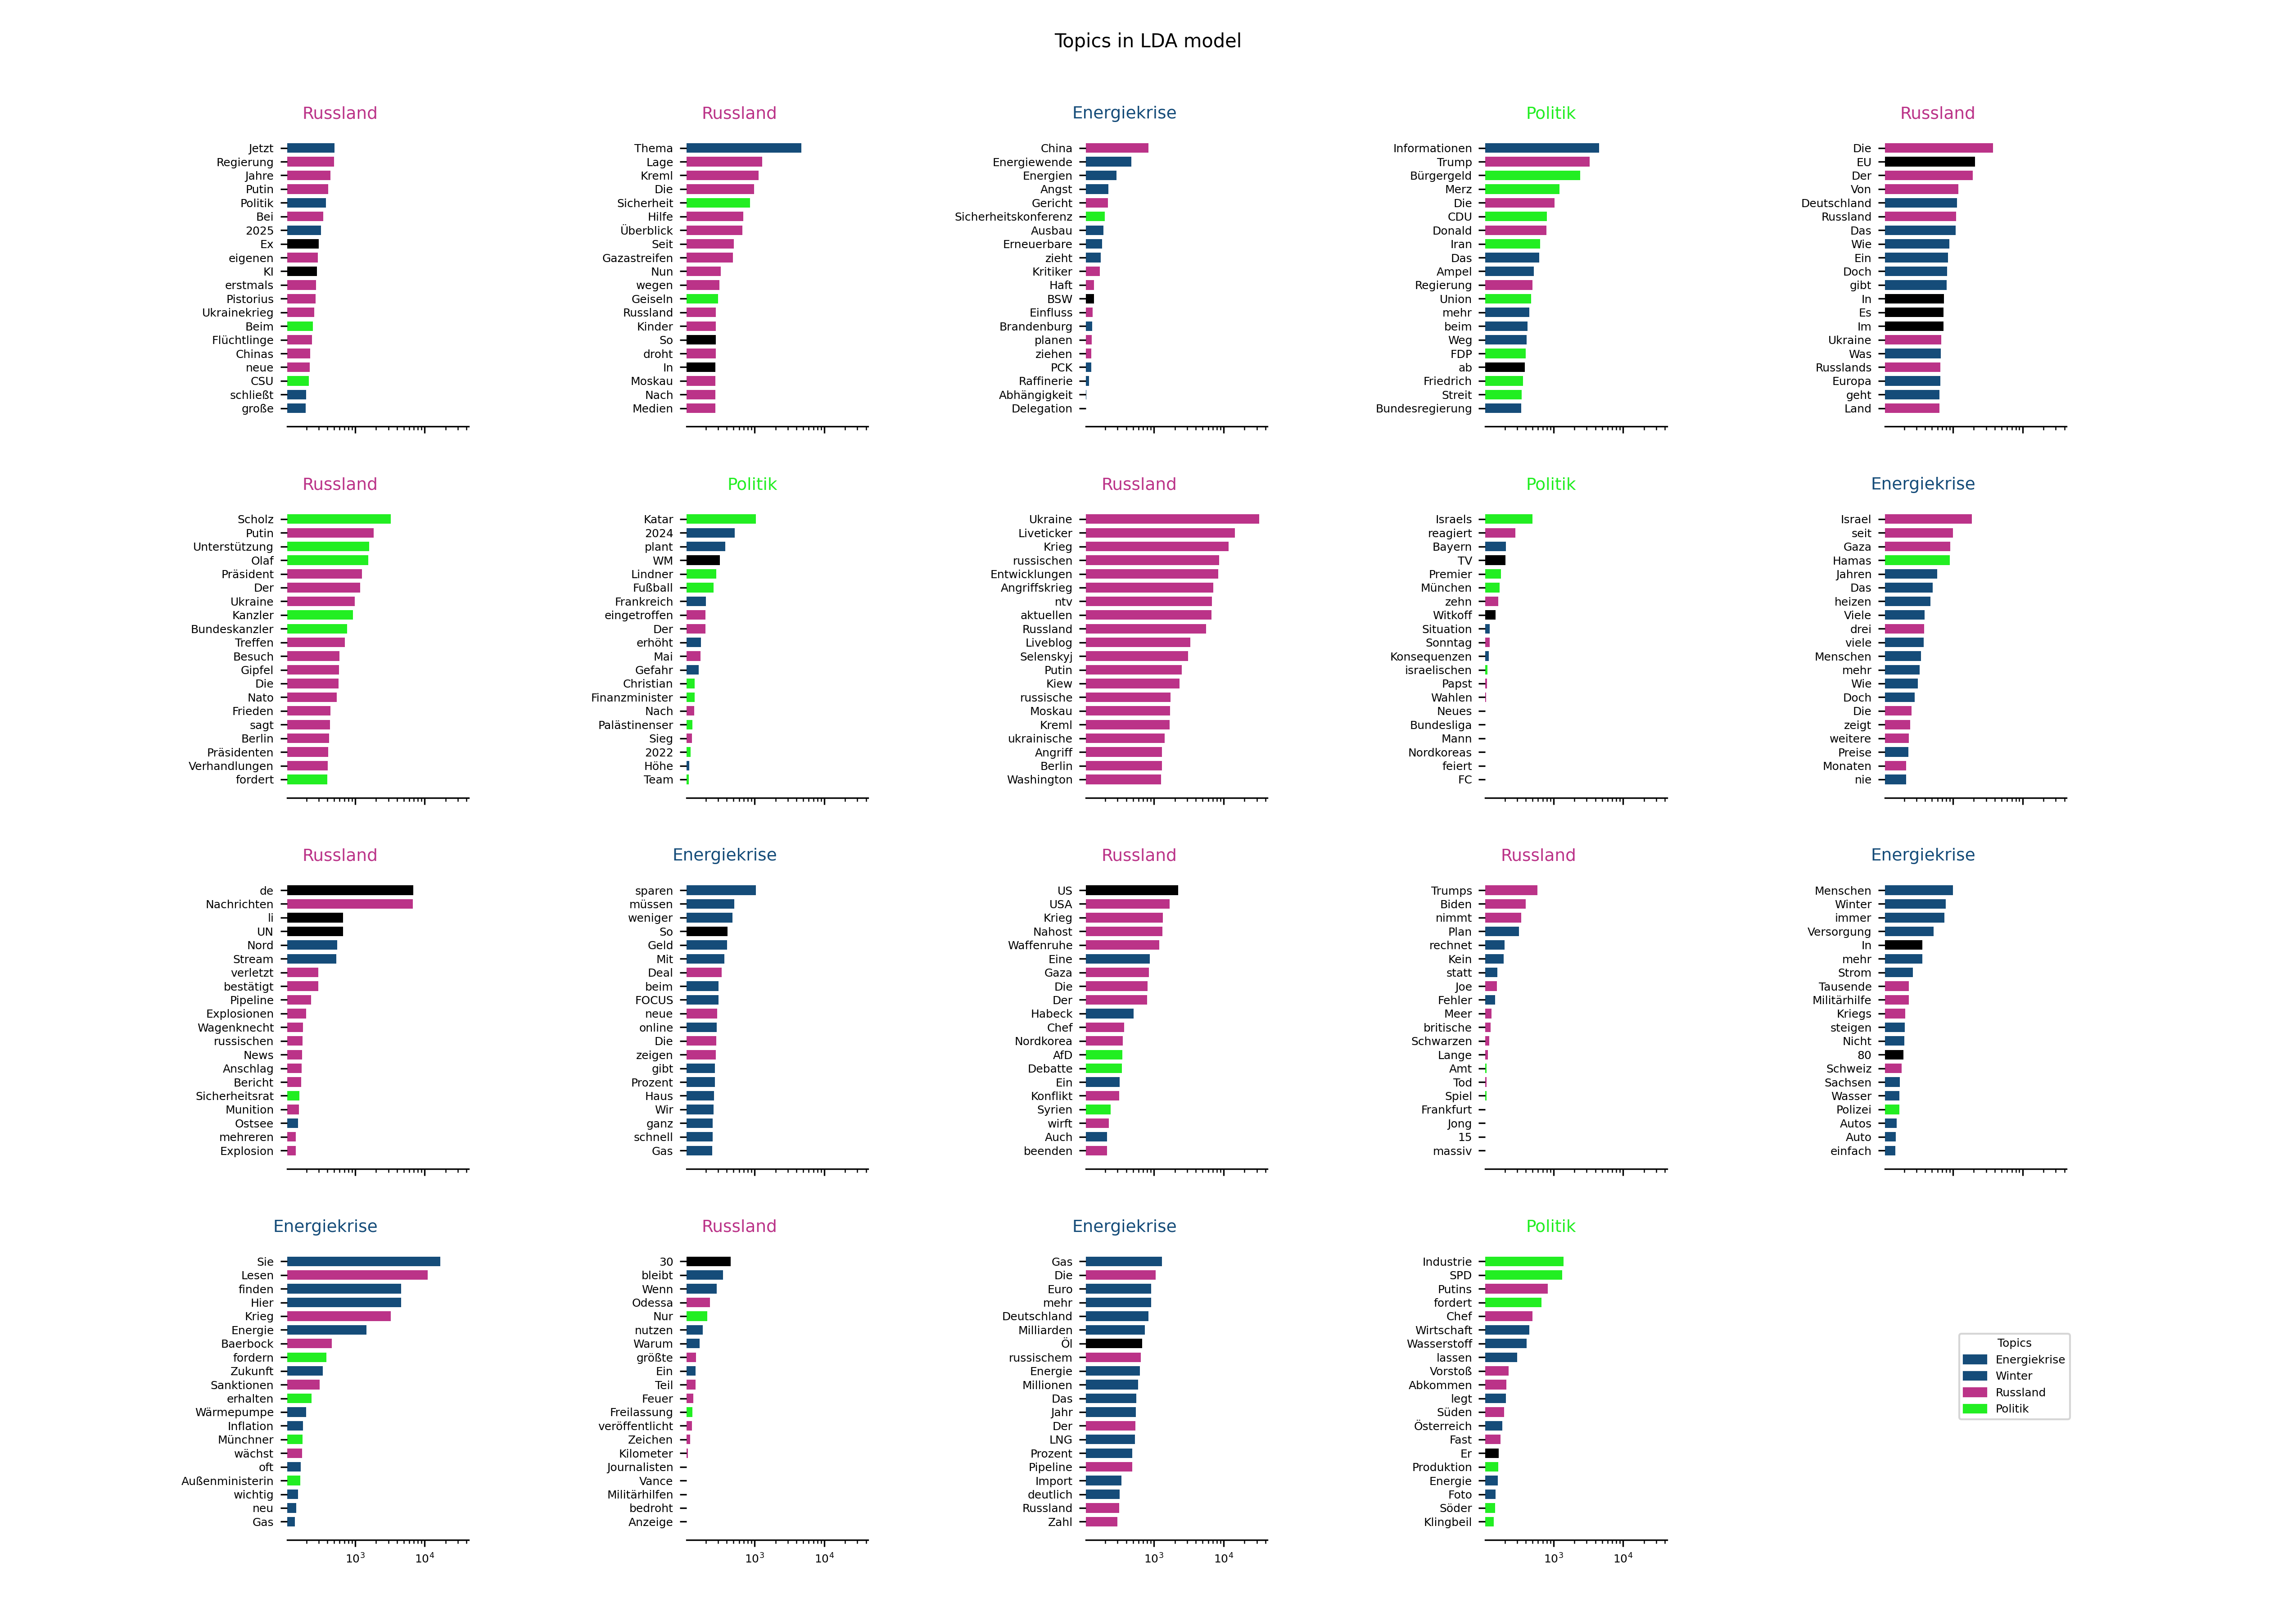 Topics in LDA model
Russland
Jetzt
Regierung
Jahre
Putin
Politik
Bei
2025
Ex
eigenen
KI
erstmals
Pistorius
Ukrainekrieg
Beim
Flüchtlinge
Chinas
neue
CSU
schließt
große
Russland
Thema
Lage
Kreml
Die
Sicherheit
Hilfe
Überblick
Seit
Gazastreifen
Nun
wegen
Geiseln
Russland
Kinder
So
droht
In
Moskau
Nach
Medien
Energiekrise
China
Energiewende
Energien
Angst
Gericht
Sicherheitskonferenz
Ausbau
Erneuerbare
zieht
Kritiker
Haft
BSW
Einfluss
Brandenburg
planen
ziehen
PCK
Raffinerie
Abhängigkeit
Delegation
Politik
Informationen
Trump
Bürgergeld
Merz
Die
CDU
Donald
Iran
Das
Ampel
Regierung
Union
mehr
beim
Weg
FDP
ab
Friedrich
Streit
Bundesregierung
Russland
Die
EU
Der
Von
Deutschland
Russland
Das
Wie
Ein
Doch
gibt
In
Es
Im
Ukraine
Was
Russlands
Europa
geht
Land
Russland
Scholz
Putin
Unterstützung
Olaf
Präsident
Der
Ukraine
Kanzler
Bundeskanzler
Treffen
Besuch
Gipfel
Die
Nato
Frieden
sagt
Berlin
Präsidenten
Verhandlungen
fordert
Politik
Katar
2024
plant
WM
Lindner
Fußball
Frankreich
eingetroffen
Der
erhöht
Mai
Gefahr
Christian
Finanzminister
Nach
Palästinenser
Sieg
2022
Höhe
Team
Russland
Ukraine
Liveticker
Krieg
russischen
Entwicklungen
Angriffskrieg
ntv
aktuellen
Russland
Liveblog
Selenskyj
Putin
Kiew
russische
Moskau
Kreml
ukrainische
Angriff
Berlin
Washington
Politik
Israels
reagiert
Bayern
TV
Premier
München
zehn
Witkoff
Situation
Sonntag
Konsequenzen
israelischen
Papst
Wahlen
Neues
Bundesliga
Mann
Nordkoreas
feiert
FC
Energiekrise
Israel
seit
Gaza
Hamas
Jahren
Das
heizen
Viele
drei
viele
Menschen
mehr
Wie
Doch
Die
zeigt
weitere
Preise
Monaten
nie
Russland
de
Nachrichten
li
UN
Nord
Stream
verletzt
bestätigt
Pipeline
Explosionen
Wagenknecht
russischen
News
Anschlag
Bericht
Sicherheitsrat
Munition
Ostsee
mehreren
Explosion
Energiekrise
sparen
müssen
weniger
So
Geld
Mit
Deal
beim
FOCUS
neue
online
Die
zeigen
gibt
Prozent
Haus
Wir
ganz
schnell
Gas
Russland
US
USA
Krieg
Nahost
Waffenruhe
Eine
Gaza
Die
Der
Habeck
Chef
Nordkorea
AfD
Debatte
Ein
Konflikt
Syrien
wirft
Auch
beenden
Russland
Trumps
Biden
nimmt
Plan
rechnet
Kein
statt
Joe
Fehler
Meer
britische
Schwarzen
Lange
Amt
Tod
Spiel
Frankfurt
Jong
15
massiv
Energiekrise
Menschen
Winter
immer
Versorgung
In
mehr
Strom
Tausende
Militärhilfe
Kriegs
steigen
Nicht
80
Schweiz
Sachsen
Wasser
Polizei
Autos
Auto
einfach
Energiekrise
Sie
Lesen
finden
Hier
Krieg
Energie
Baerbock
fordern
Zukunft
Sanktionen
erhalten
Wärmepumpe
Inflation
Münchner
wächst
oft
Außenministerin
wichtig
neu
Gas
10³ 10⁴
Russland
30
bleibt
Wenn
Odessa
Nur
nutzen
Warum
größte
Ein
Teil
Feuer
Freilassung
veröffentlicht
Zeichen
Kilometer
Journalisten
Vance
Militärhilfen
bedroht
Anzeige
10³ 10⁴
Energiekrise
Gas
Die
Euro
mehr
Deutschland
Milliarden
Öl
russischem
Energie
Millionen
Das
Jahr
Der
LNG
Prozent
Pipeline
Import
deutlich
Russland
Zahl
10³ 10⁴
Politik
Industrie
SPD
Putins
fordert
Chef
Wirtschaft
Wasserstoff
lassen
Vorstoß
Abkommen
legt
Süden
Österreich
Fast
Er
Produktion
Energie
Foto
Söder
Klingbeil
10³ 10⁴
Topics
Energiekrise
Winter
Russland
Politik